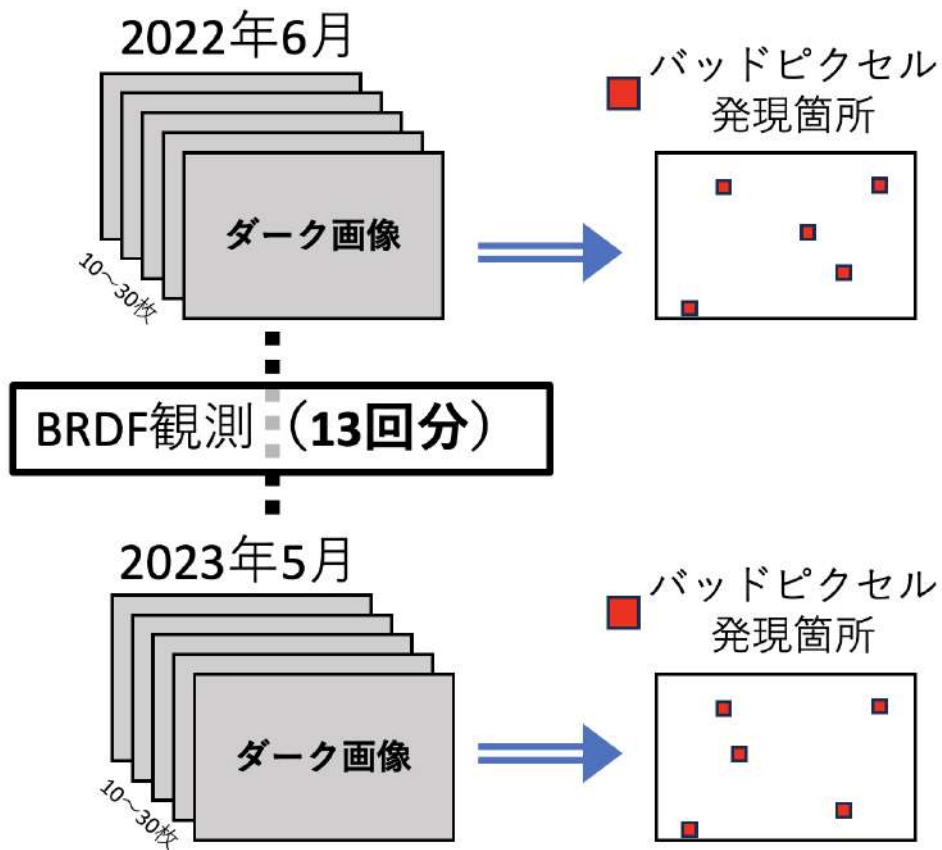 2022年6月
バッドピクセル
発現箇所
ダーク画像
10～30枚
BRDF観測（13回分）
2023年5月
バッドピクセル
発現箇所
ダーク画像
10～30枚